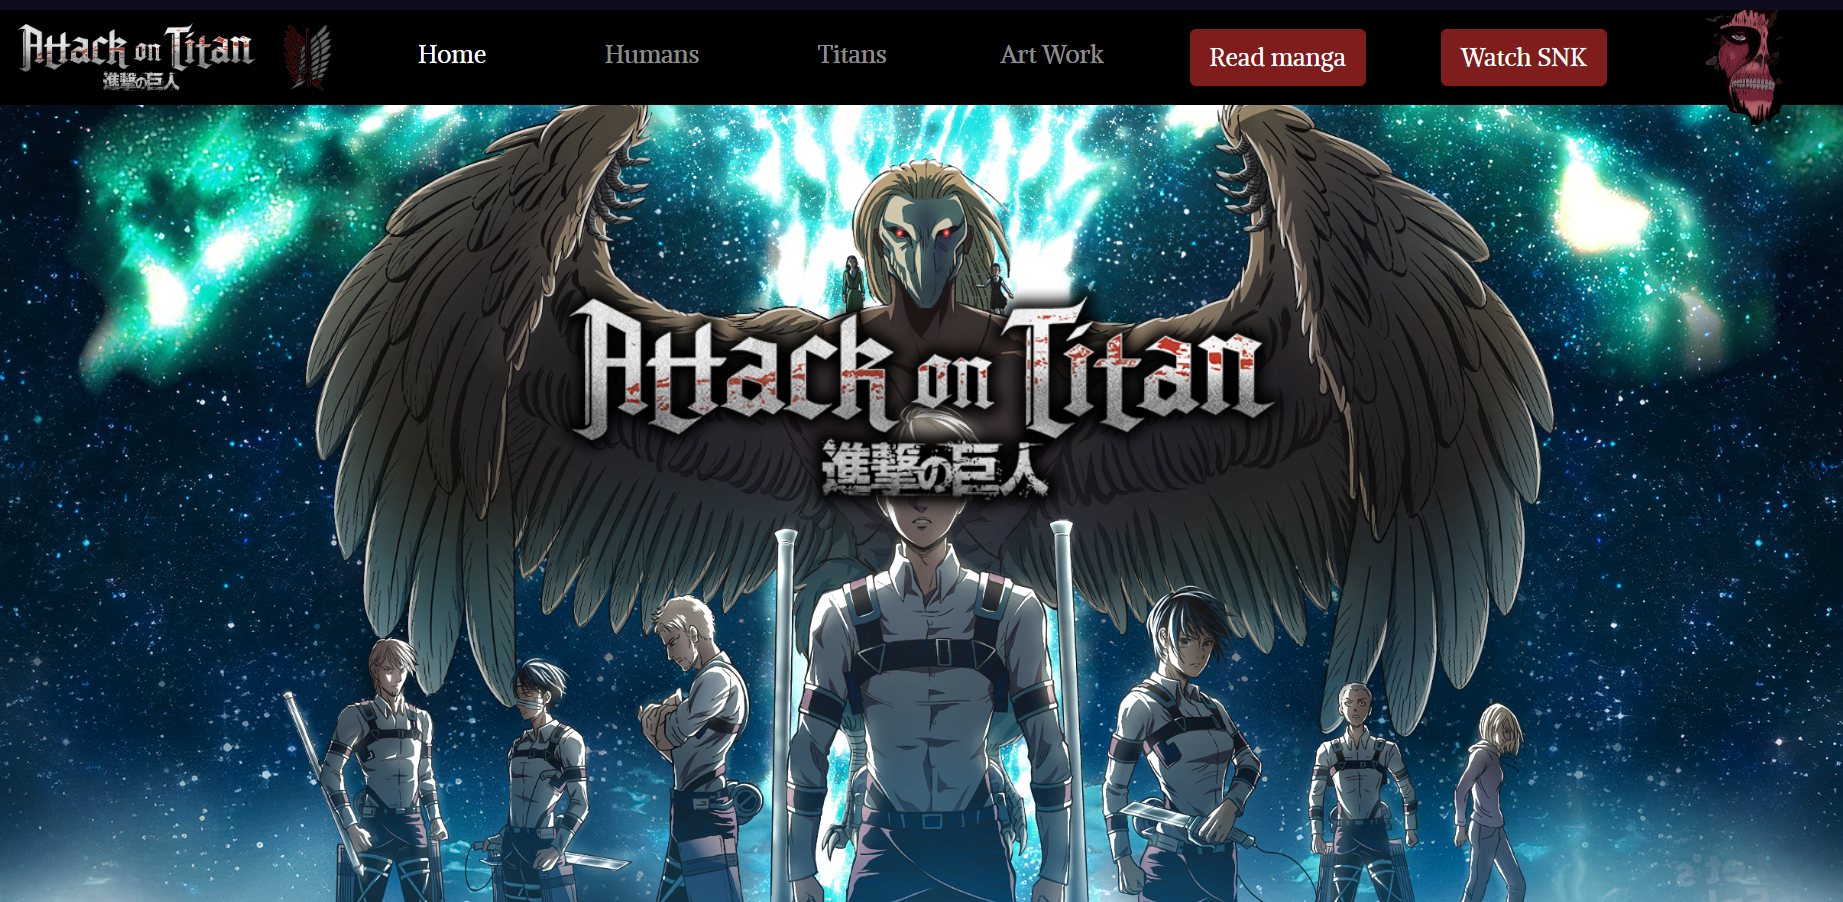 Attack on Titan
進撃の巨人
Home
Humans
Titans
Art Work
Read manga
Watch SNK
Attack on Titan
進撃の巨人